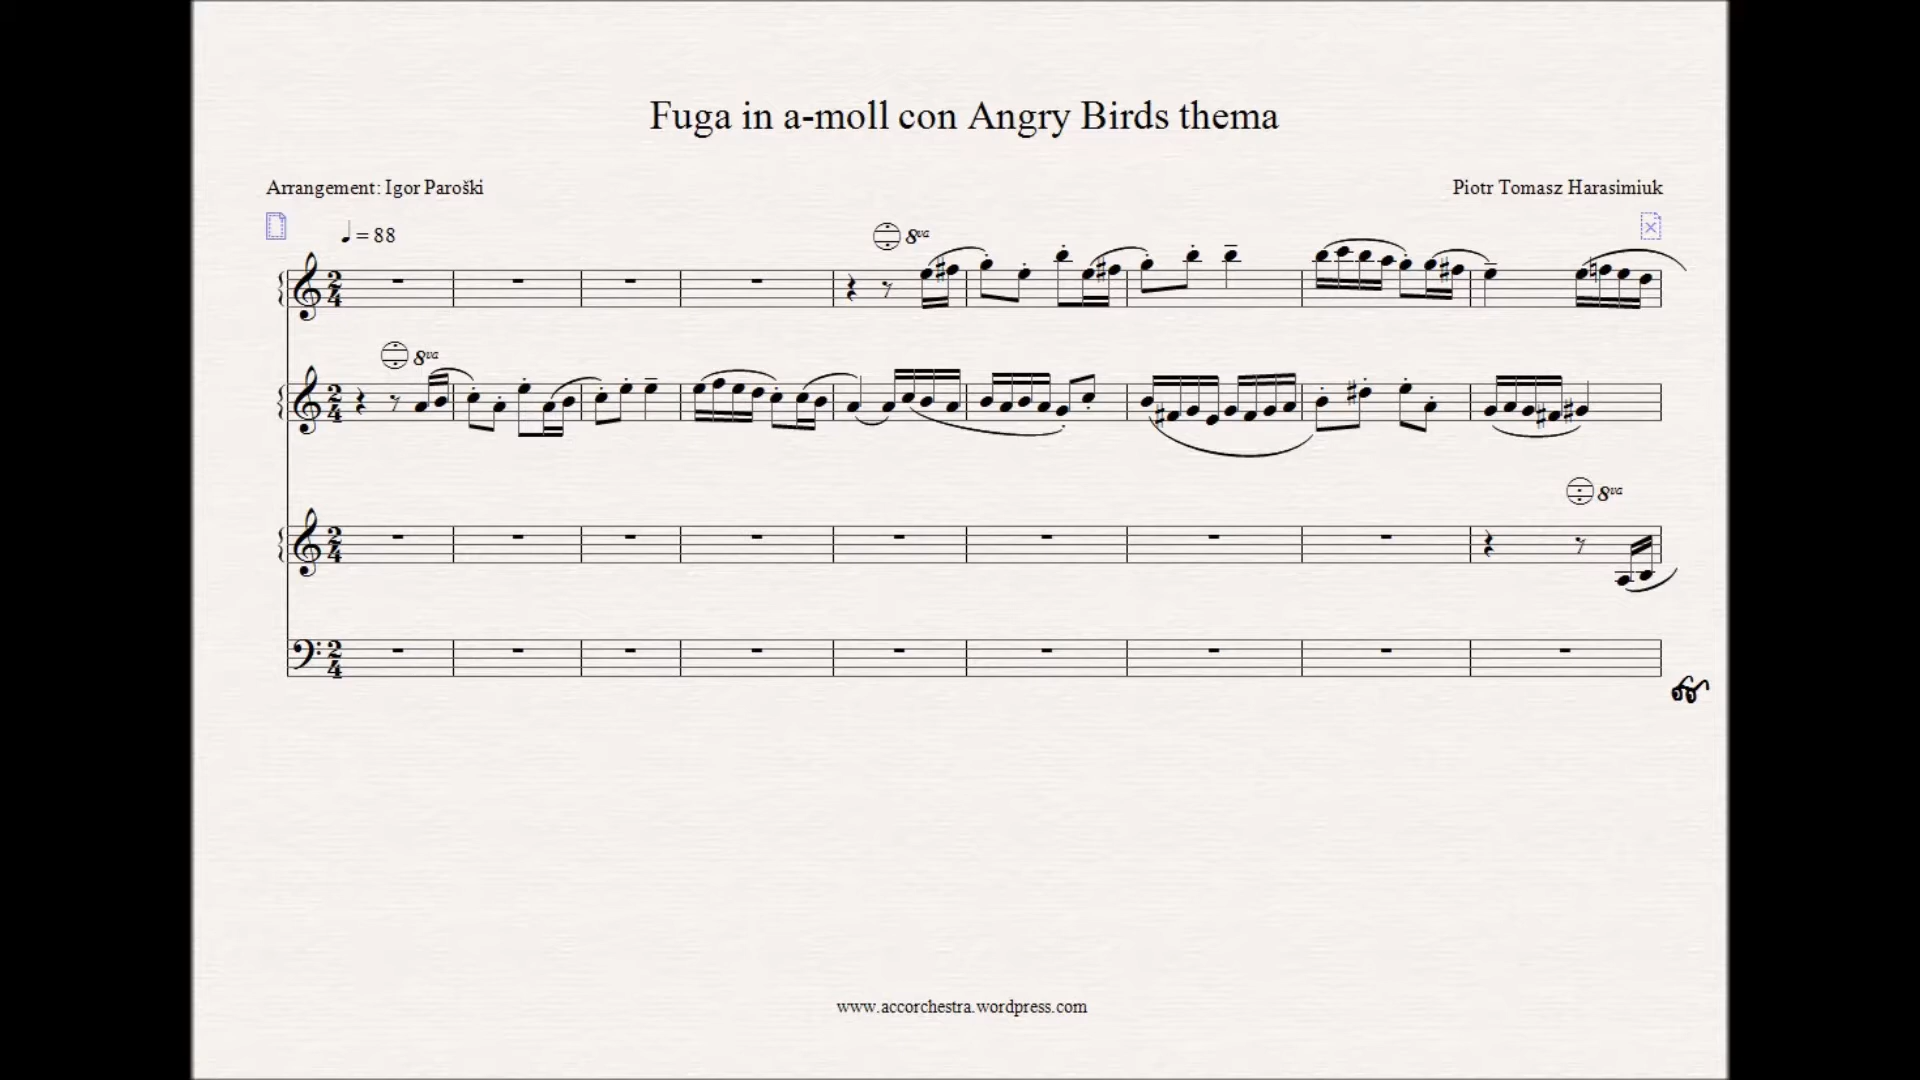 Fuga in a-moll con Angry Birds thema
Arrangement: Igor Paroški
Piotr Tomasz Harasimiuk
= 88
8va
8va
8va
www.accorchestra.wordpress.com